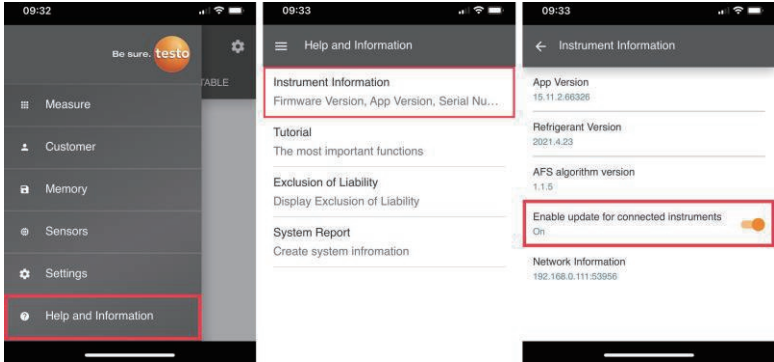 09:32
Be sure. testo
TABLE
Measure
Customer
Memory
Sensors
Settings
Help and Information
09:33
Help and Information
Instrument Information
Firmware Version, App Version, Serial Nu...
Tutorial
The most important functions
Exclusion of Liability
Display Exclusion of Liability
System Report
Create system infromation
09:33
Instrument Information
App Version
15.11.2.66326
Refrigerant Version
2021.4.23
AFS algorithm version
1.1.5
Enable update for connected instruments
On
Network Information
192.168.0.111:53956